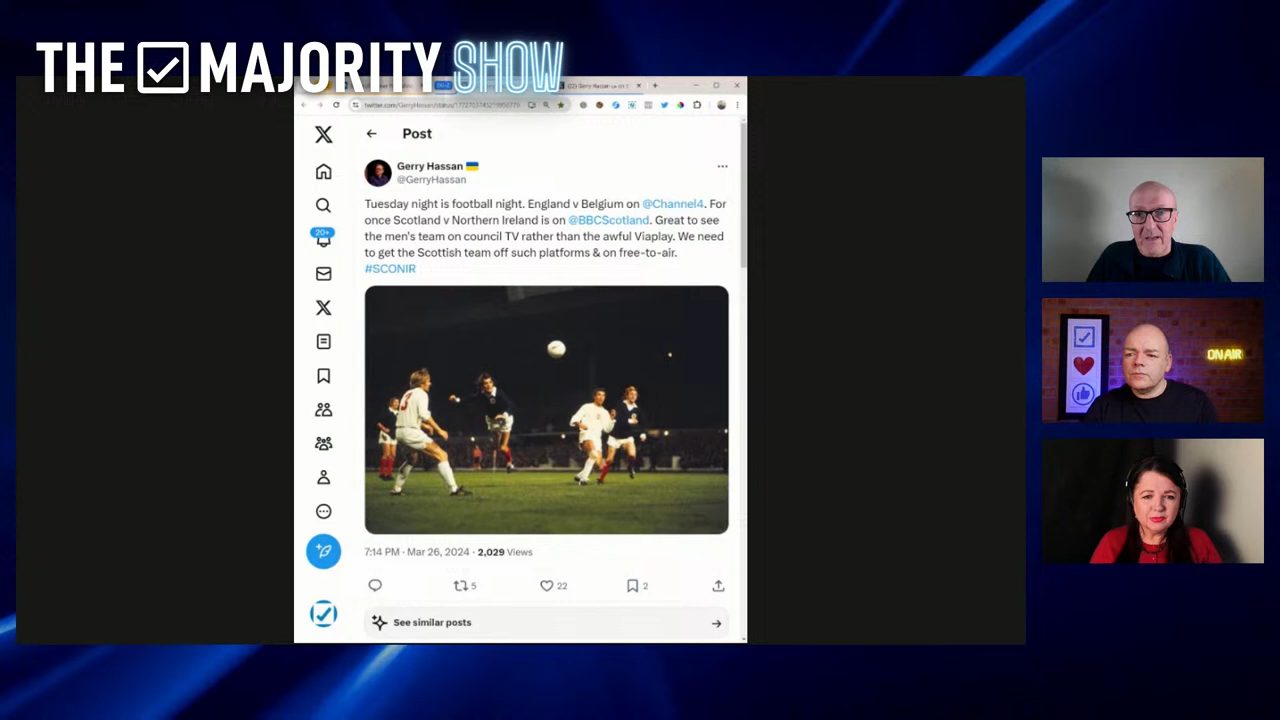 THE MAJORITY SHOW
Post
Gerry Hassan
@GerryHassan
Tuesday night is football night. England v Belgium on @Channel4. For
once Scotland v Northern Ireland is on @BBCScotland. Great to see
the men's team on council TV rather than the awful Viaplay. We need
to get the Scottish team off such platforms & on free-to-air.
#SCONIR
20+
3
7:14 PM · Mar 26, 2024 · 2,029 Views
5
22
2
See similar posts
ON AIR